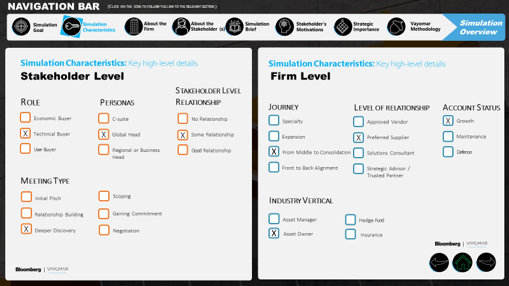 NAVIGATION BAR (CLICK ON THE ICON TO FOLLOW THE LINK TO THE RELEVANT SECTION.)
Simulation Goal
Simulation Characteristics
About the Firm
About the Stakeholder (s)
Simulation Brief
Stakeholder's Motivations
Strategic Importance
Vaymar Methodology
Simulation Overview
Simulation Characteristics: Key high-level details
Stakeholder Level
ROLE
Economic Buyer
X Technical Buyer
User Buyer
PERSONAS
C-suite
X Global Head
Regional or Business Head
STAKEHOLDER LEVEL RELATIONSHIP
No Relationship
X Some Relationship
Good Relationship
MEETING TYPE
Initial Pitch
Relationship Building
X Deeper Discovery
Scoping
Gaining Commitment
Negotiation
Bloomberg | VAYMAR
Simulation Characteristics: Key high-level details
Firm Level
JOURNEY
Specialty
Expansion
X From Middle to Consolidation
Front to Back Alignment
LEVEL OF RELATIONSHIP
Approved Vendor
X Preferred Supplier
Solutions Consultant
Strategic Advisor / Trusted Partner
ACCOUNT STATUS
X Growth
Maintenance
Defence
INDUSTRY VERTICAL
Asset Manager
X Asset Owner
Hedge fund
Insurance
Bloomberg | VAYMAR